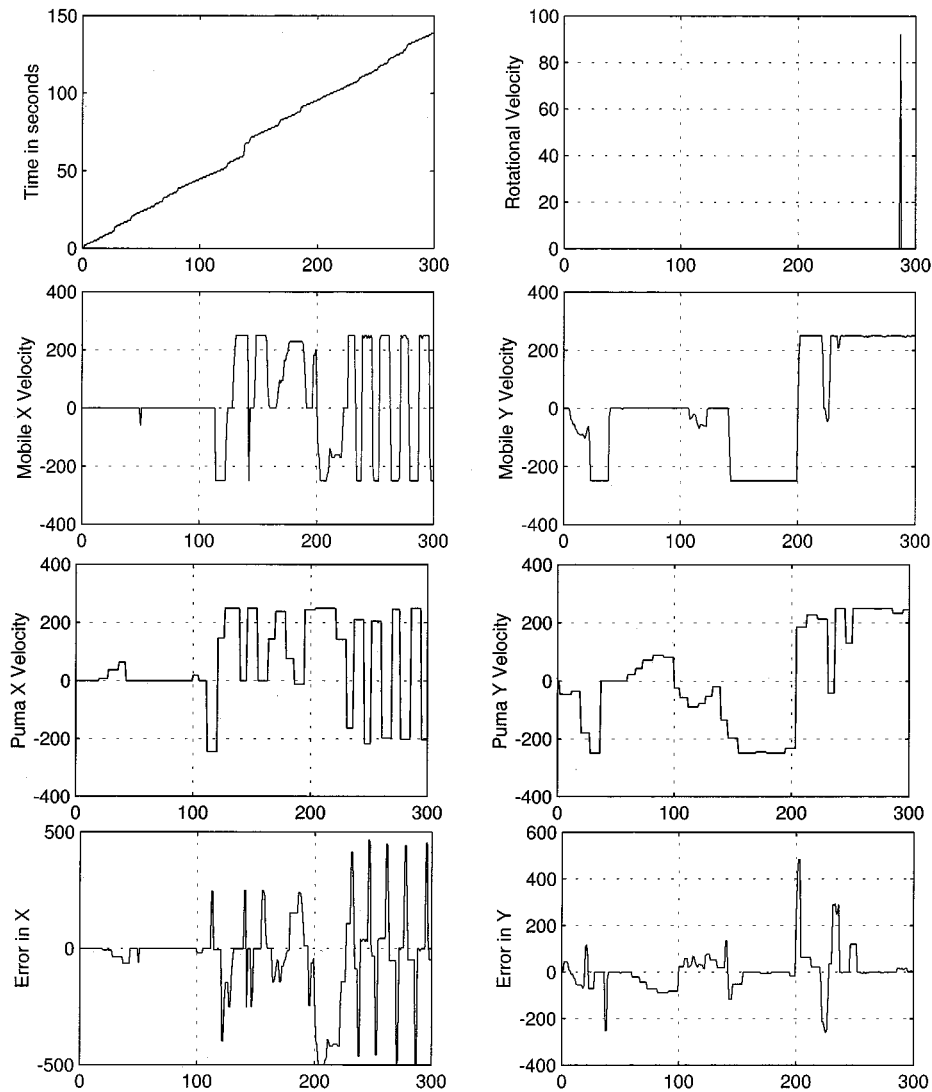 150
100
50
0
Time in seconds
0 100 200 300
100
80
60
40
20
0
Rotational Velocity
0 100 200 300
400
200
0
-200
-400
Mobile X Velocity
0 100 200 300
400
200
0
-200
-400
Mobile Y Velocity
0 100 200 300
400
200
0
-200
-400
Puma X Velocity
0 100 200 300
400
200
0
-200
-400
Puma Y Velocity
0 100 200 300
500
0
-500
Error in X
0 100 200 300
600
400
200
0
-200
-400
Error in Y
0 100 200 300